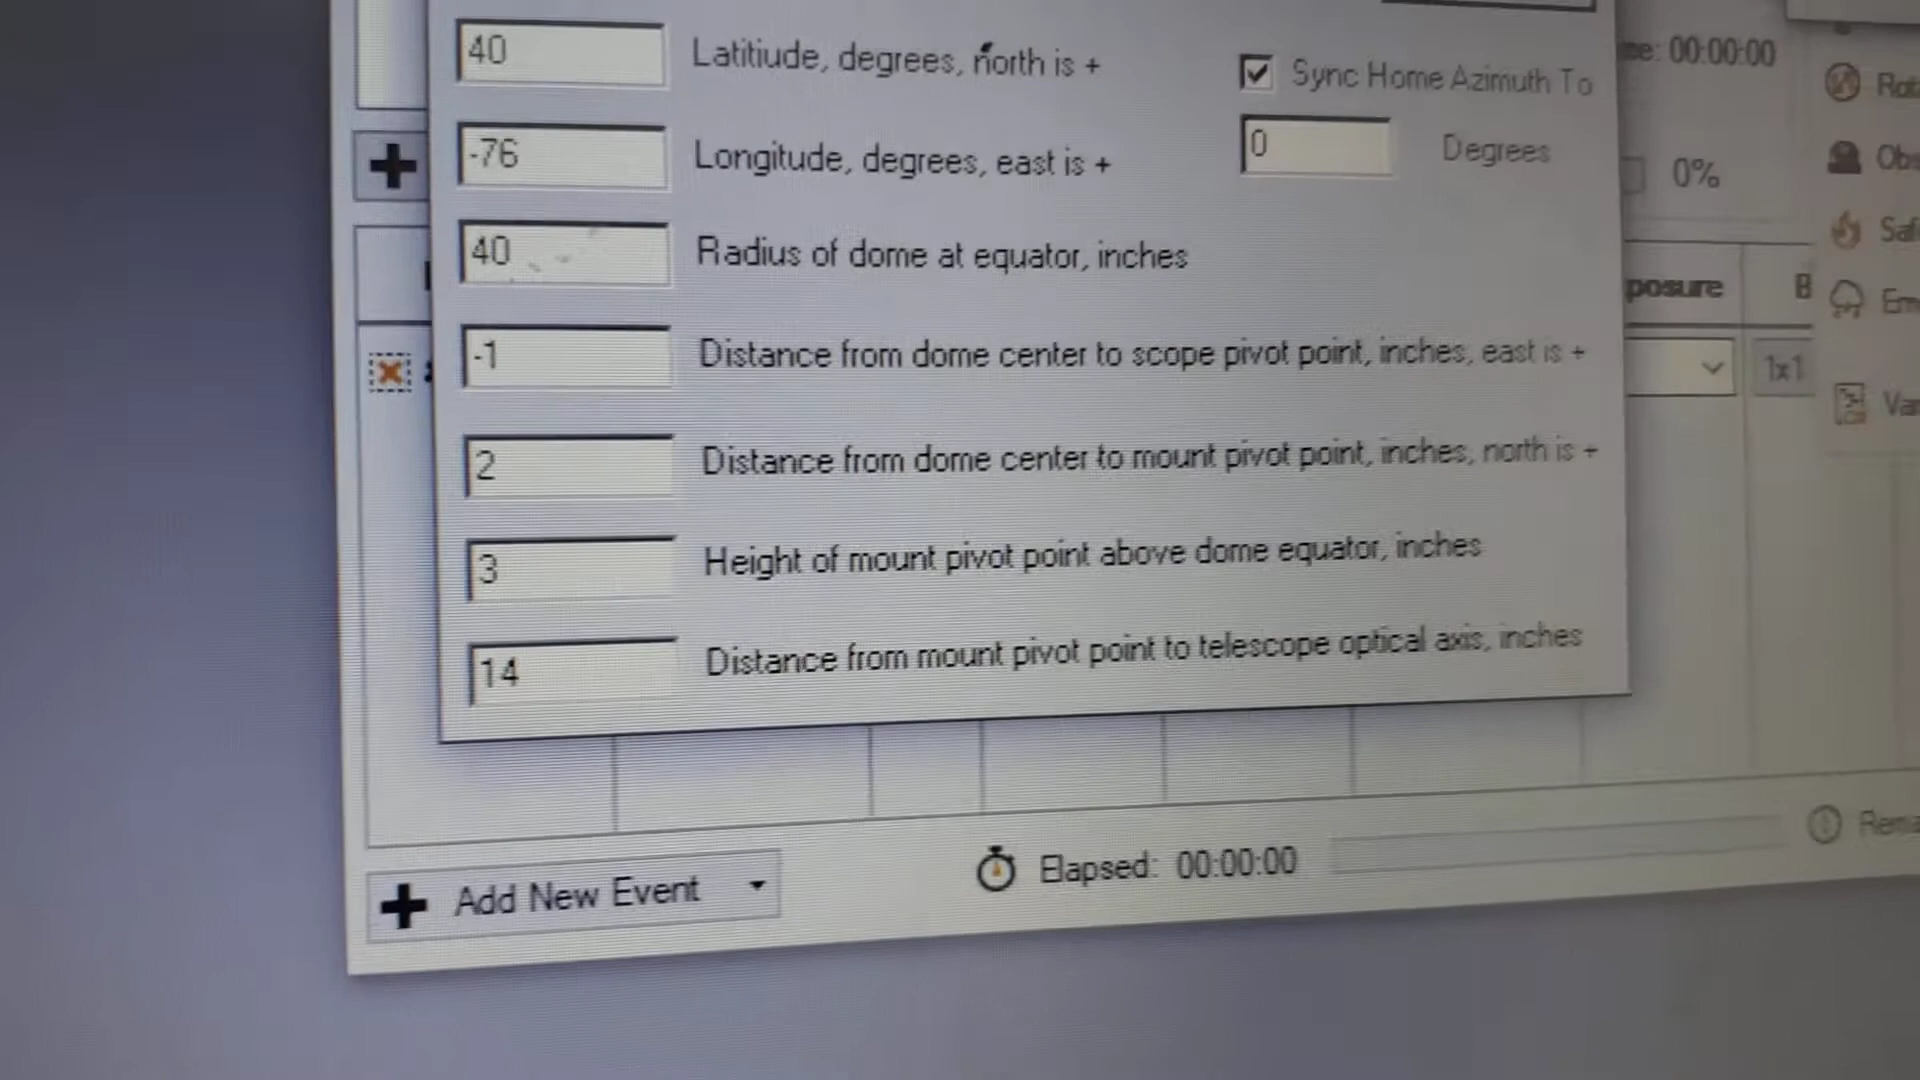 40 Latitiude, degrees, north is +
Sync Home Azimuth To
00:00:00
-76 Longitude, degrees, east is +
0 Degrees
0%
40 Radius of dome at equator, inches
posure B
-1 Distance from dome center to scope pivot point, inches, east is +
1x1
2 Distance from dome center to mount pivot point, inches, north is +
3 Height of mount pivot point above dome equator, inches
14 Distance from mount pivot point to telescope optical axis, inches
Add New Event
Elapsed: 00:00:00